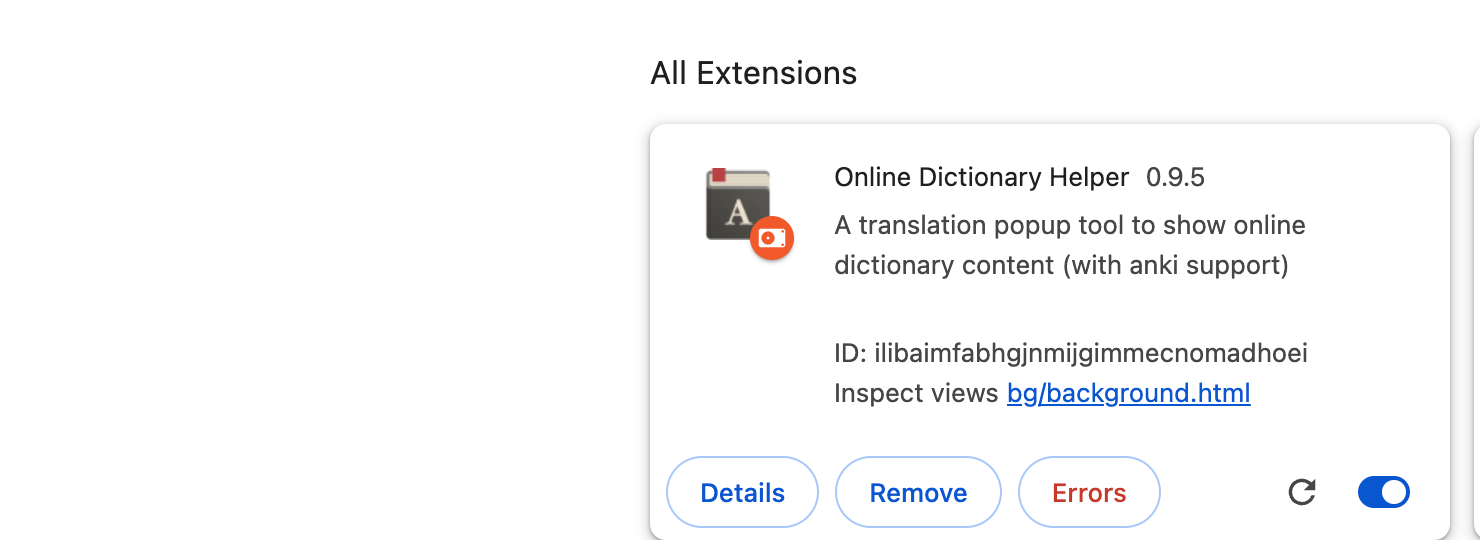 All Extensions
A
Online Dictionary Helper 0.9.5
A translation popup tool to show online
dictionary content (with anki support)
ID: ilibaimfabhgjnmijgimmecnomadhoei
Inspect views bg/background.html
Details Remove Errors